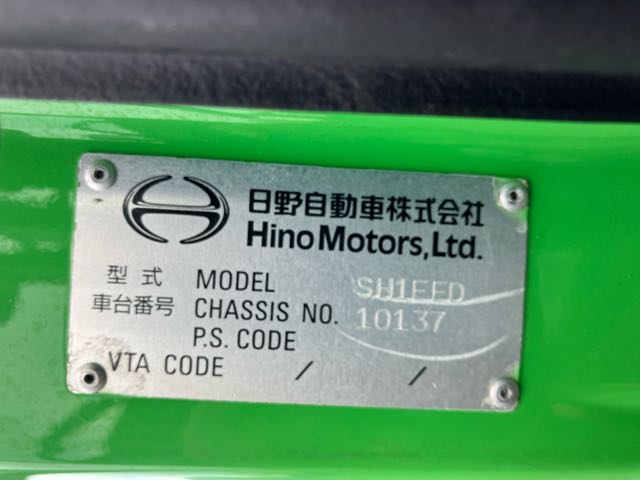 日野自動車株式会社
Hino Motors, Ltd.
型式 MODEL SH1EFD
車台番号 CHASSIS NO. 10137
P.S. CODE
VTA CODE / /